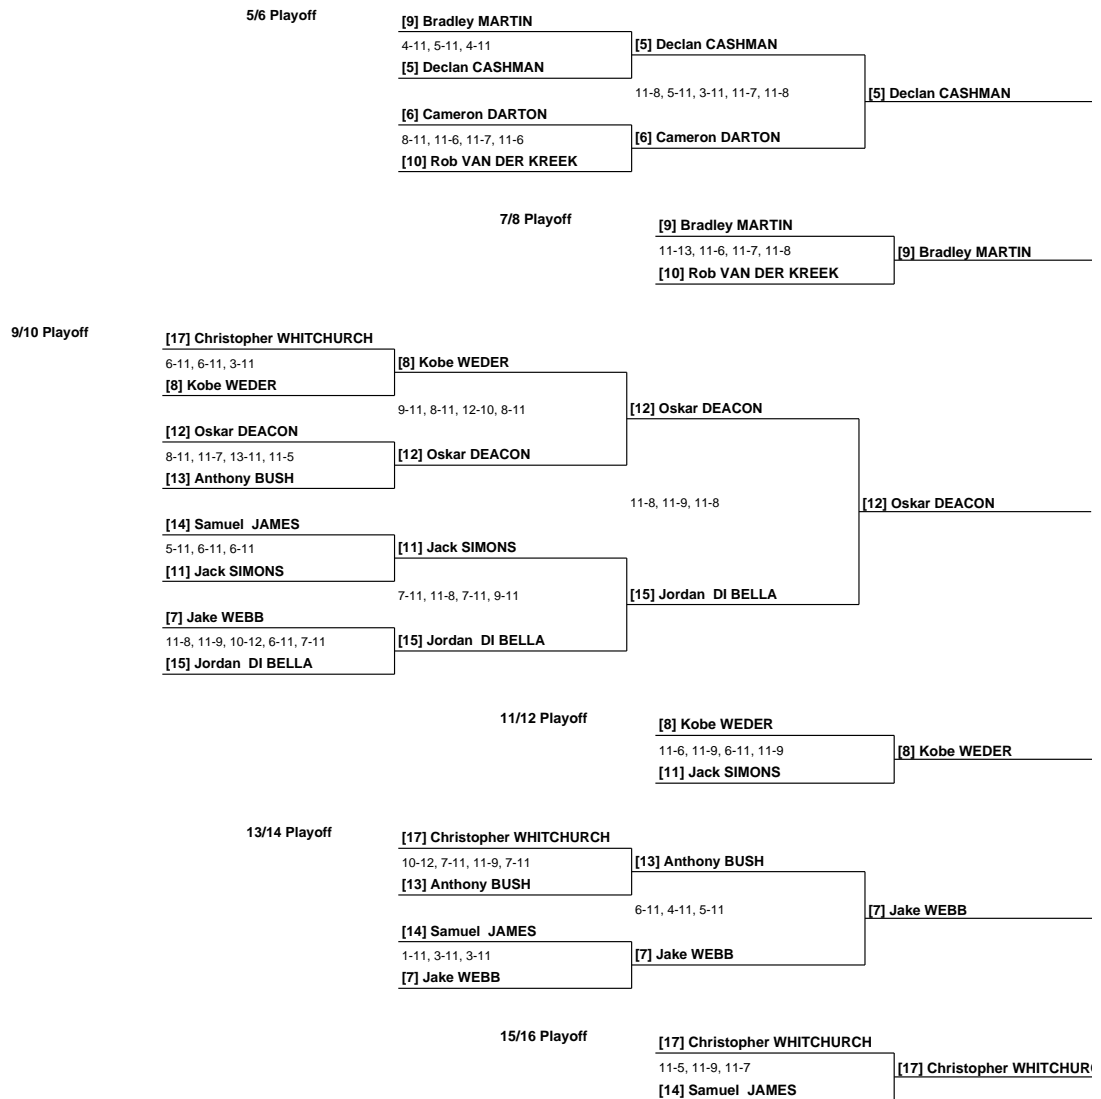 5/6 Playoff
[9] Bradley MARTIN
4-11, 5-11, 4-11
[5] Declan CASHMAN
[5] Declan CASHMAN
11-8, 5-11, 3-11, 11-7, 11-8
[5] Declan CASHMAN
[6] Cameron DARTON
8-11, 11-6, 11-7, 11-6
[6] Cameron DARTON
[10] Rob VAN DER KREEK
7/8 Playoff
[9] Bradley MARTIN
11-13, 11-6, 11-7, 11-8
[9] Bradley MARTIN
[10] Rob VAN DER KREEK
9/10 Playoff
[17] Christopher WHITCHURCH
6-11, 6-11, 3-11
[8] Kobe WEDER
[8] Kobe WEDER
9-11, 8-11, 12-10, 8-11
[12] Oskar DEACON
[12] Oskar DEACON
8-11, 11-7, 13-11, 11-5
[12] Oskar DEACON
[13] Anthony BUSH
11-8, 11-9, 11-8
[12] Oskar DEACON
[14] Samuel  JAMES
5-11, 6-11, 6-11
[11] Jack SIMONS
[11] Jack SIMONS
7-11, 11-8, 7-11, 9-11
[15] Jordan  DI BELLA
[7] Jake WEBB
11-8, 11-9, 10-12, 6-11, 7-11
[15] Jordan  DI BELLA
[15] Jordan  DI BELLA
11/12 Playoff
[8] Kobe WEDER
11-6, 11-9, 6-11, 11-9
[8] Kobe WEDER
[11] Jack SIMONS
13/14 Playoff
[17] Christopher WHITCHURCH
10-12, 7-11, 11-9, 7-11
[13] Anthony BUSH
[13] Anthony BUSH
6-11, 4-11, 5-11
[7] Jake WEBB
[14] Samuel  JAMES
1-11, 3-11, 3-11
[7] Jake WEBB
[7] Jake WEBB
15/16 Playoff
[17] Christopher WHITCHURCH
11-5, 11-9, 11-7
[17] Christopher WHITCHUR
[14] Samuel  JAMES